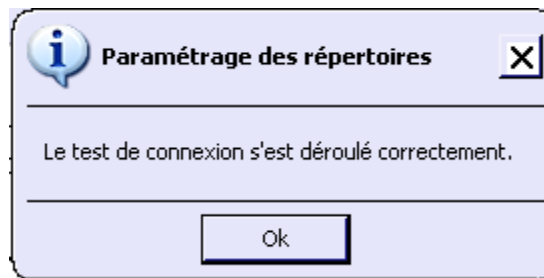 Paramétrage des répertoires
Le test de connexion s'est déroulé correctement.
Ok